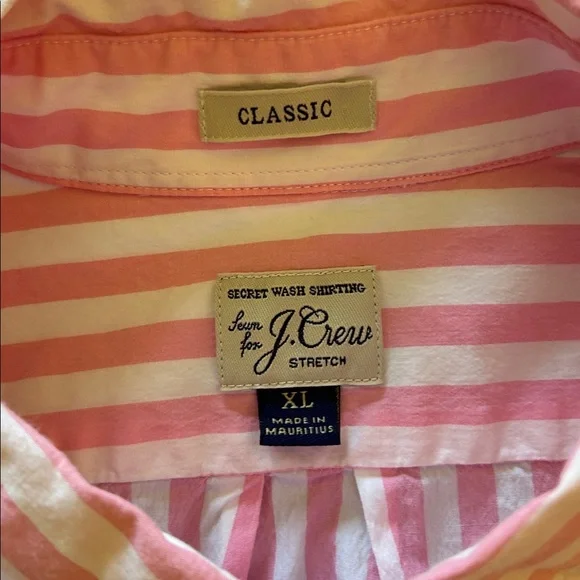 CLASSIC
SECRET WASH SHIRTING
Sewn for J.Crew
STRETCH
XL
MADE IN
MAURITIUS